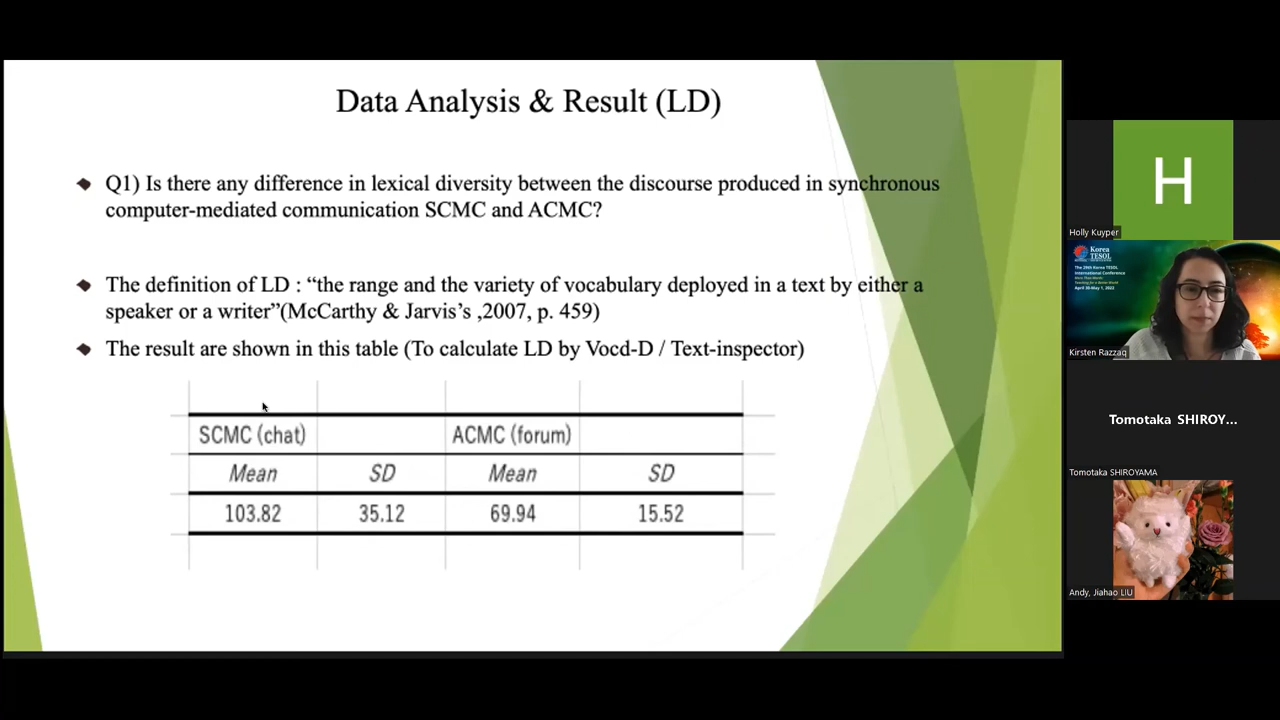 Data Analysis & Result (LD)
Q1) Is there any difference in lexical diversity between the discourse produced in synchronous
computer-mediated communication SCMC and ACMC?
The definition of LD : “the range and the variety of vocabulary deployed in a text by either a
speaker or a writer”(McCarthy & Jarvis’s ,2007, p. 459)
The result are shown in this table (To calculate LD by Vocd-D / Text-inspector)
SCMC (chat) ACMC (forum)
Mean SD Mean SD
103.82 35.12 69.94 15.52
H
Holly Kuyper
Korea
TESOL
The 29th Korea TESOL
International Conference
April 30-May 1, 2022
Kirsten Razzaq
Tomotaka SHIROY...
Tomotaka SHIROYAMA
Andy, Jiahao LIU